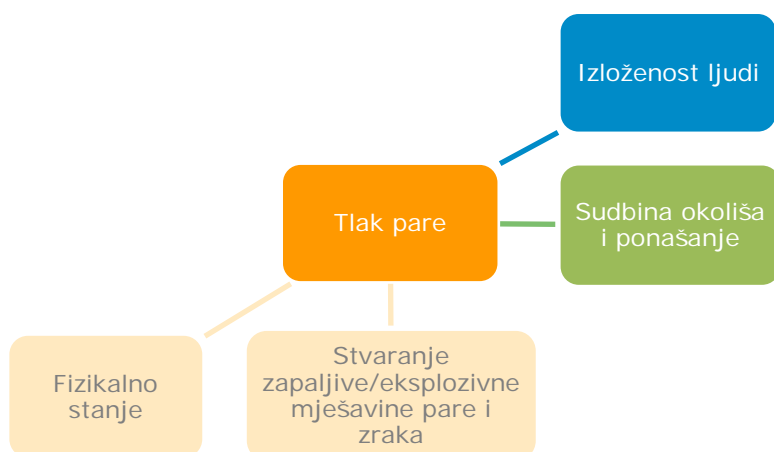 Izloženost ljudi
Tlak pare
Sudbina okoliša
i ponašanje
Fizikalno
stanje
Stvaranje
zapaljive/eksplozivne
mješavine pare i
zraka